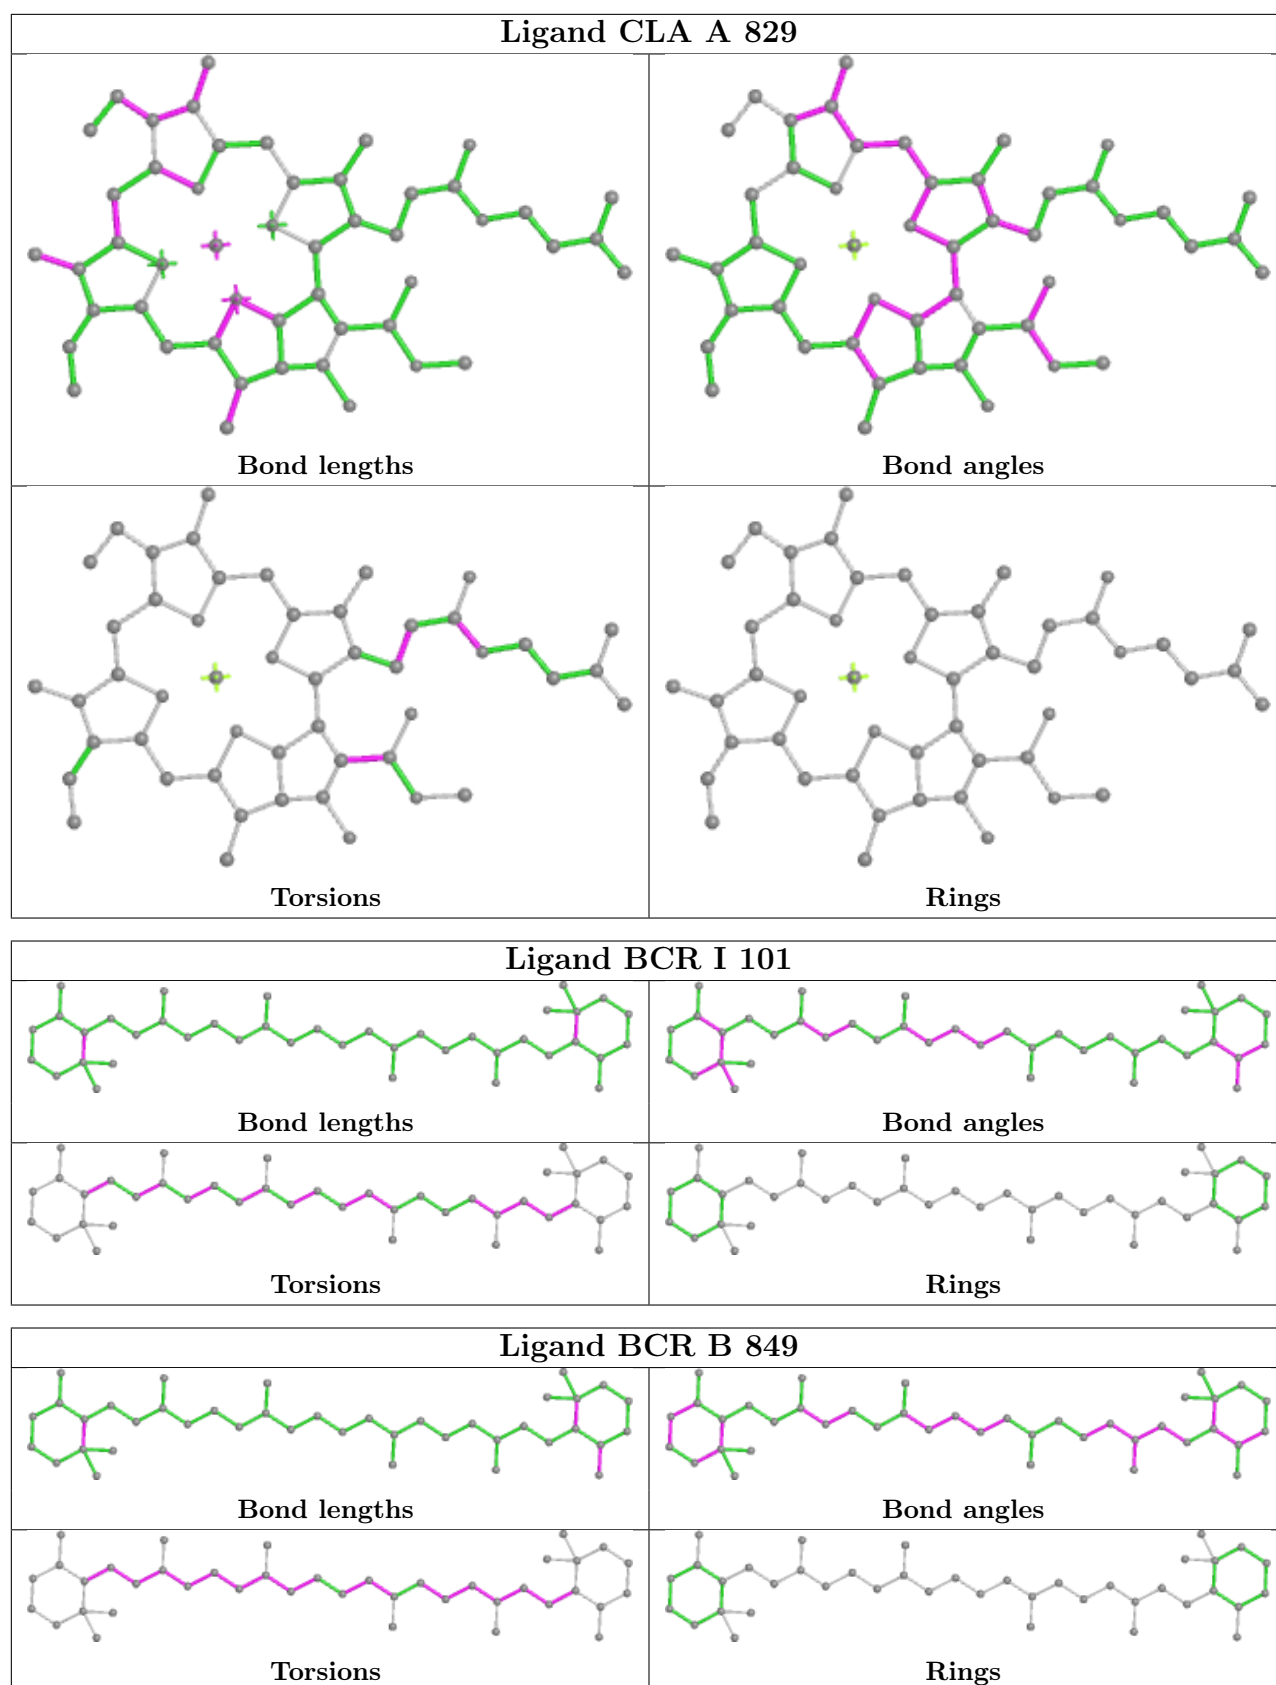 Ligand CLA A 829
Bond lengths
Bond angles
Torsions
Rings
Ligand BCR I 101
Bond lengths
Bond angles
Torsions
Rings
Ligand BCR B 849
Bond lengths
Bond angles
Torsions
Rings